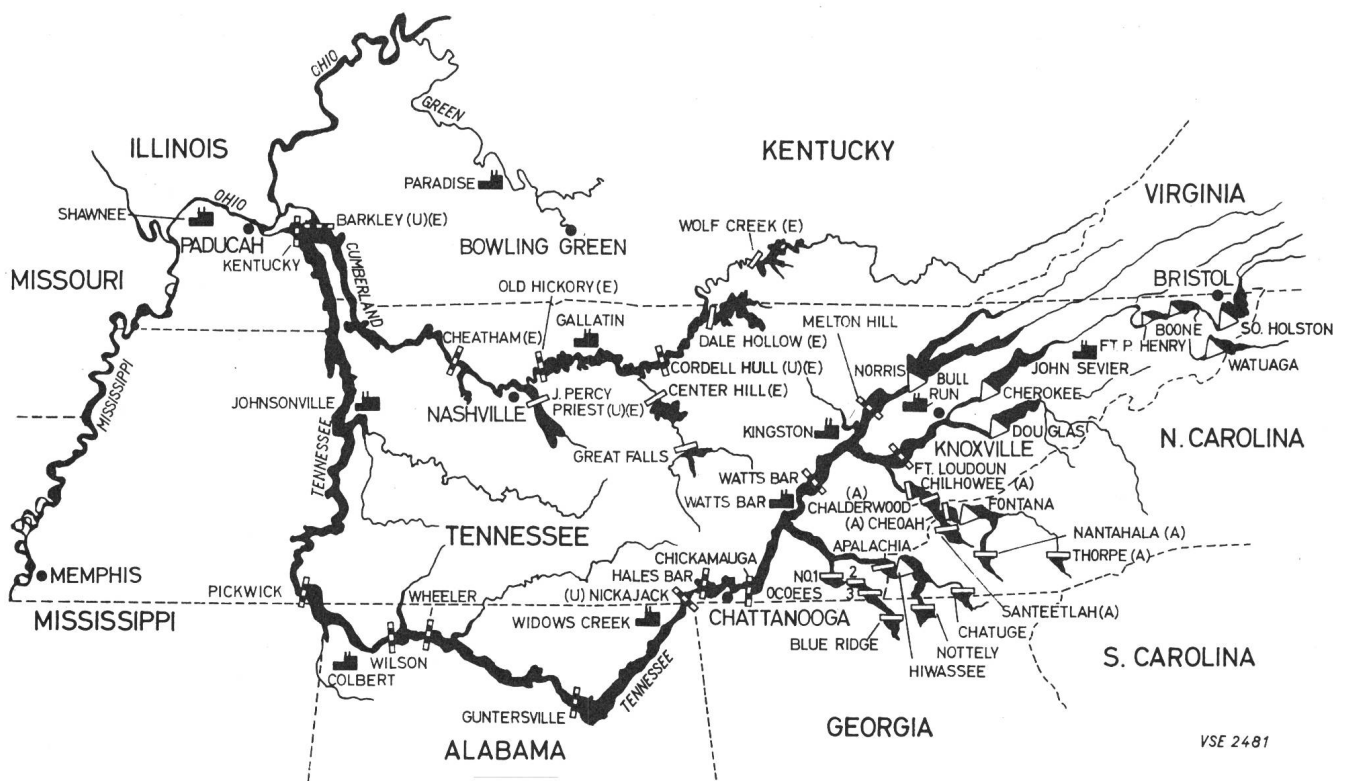 OHIO
GREEN
ILLINOIS
KENTUCKY
PARADISE
VIRGINIA
SHAWNEE
OHIO
BARKLEY (U)(E)
WOLF CREEK (E)
PADUCAH
BOWLING GREEN
KENTUCKY
MISSOURI
CUMBERLAND
OLD HICKORY (E)
BRISTOL
GALLATIN
MELTON HILL
CHEATHAM (E)
DALE HOLLOW (E)
BOONE
SO. HOLSTON
FT. P. HENRY
MISSISSIPPI
CORDELL HULL (U)(E)
NORRIS
JOHN SEVIER
WATUAGA
BULL
RUN
J. PERCY
PRIEST (U)(E)
CENTER HILL (E)
CHEROKEE
JOHNSONVILLE
NASHVILLE
KINGSTON
DOUGLAS
N. CAROLINA
KNOXVILLE
GREAT FALLS
TENNESSEE
WATTS BAR
FT. LOUDOUN
CHILHOWEE (A)
WATTS BAR
(A)
CHALDERWOOD
FONTANA
(A) CHEOAH
TENNESSEE
NANTAHALA (A)
THORPE (A)
CHICKAMAUGA
APALACHIA
MEMPHIS
HALES BAR
NO.1
2
PICKWICK
WHEELER
(U) NICKAJACK
OCOEES
3
SANTEETLAH (A)
MISSISSIPPI
WIDOWS CREEK
CHATTANOOGA
CHATUGE
BLUE RIDGE
NOTTELY
WILSON
HIWASSEE
S. CAROLINA
COLBERT
TENNESSEE
GUNTERSVILLE
GEORGIA
ALABAMA
VSE 2481